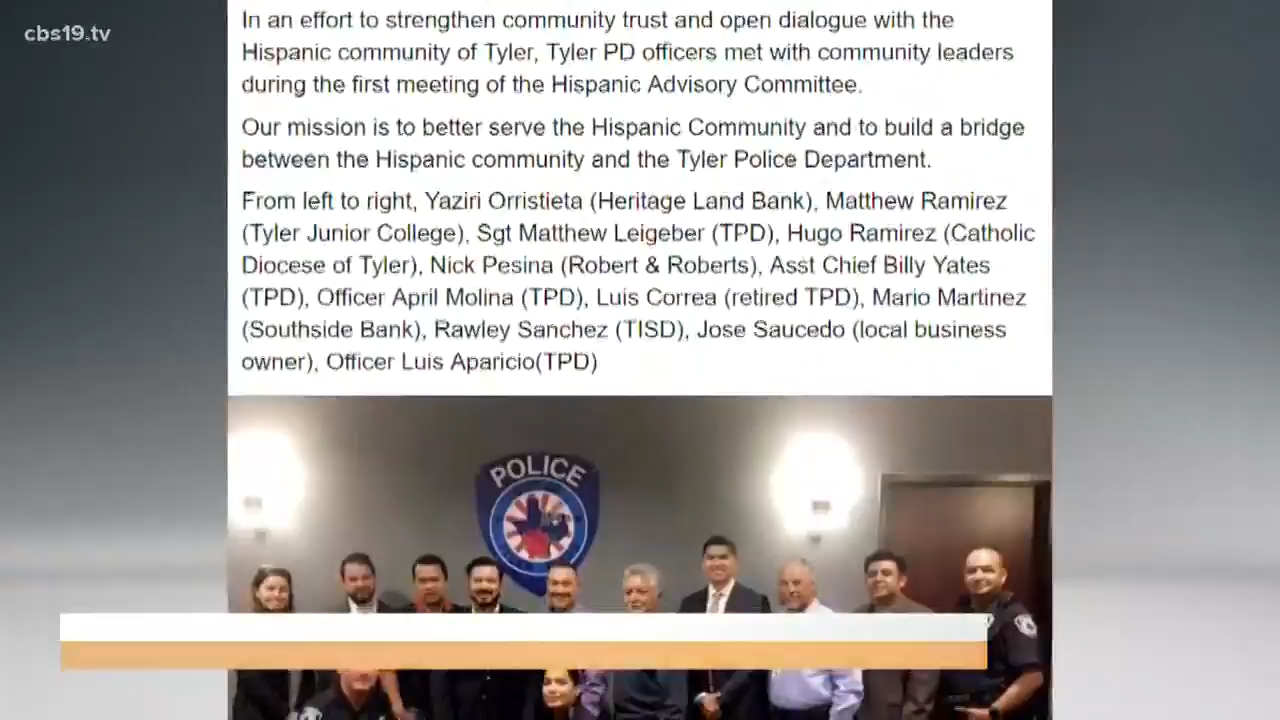 cbs19.tv
In an effort to strengthen community trust and open dialogue with the
Hispanic community of Tyler, Tyler PD officers met with community leaders
during the first meeting of the Hispanic Advisory Committee.
Our mission is to better serve the Hispanic Community and to build a bridge
between the Hispanic community and the Tyler Police Department.
From left to right, Yaziri Orristieta (Heritage Land Bank), Matthew Ramirez
(Tyler Junior College), Sgt Matthew Leigeber (TPD), Hugo Ramirez (Catholic
Diocese of Tyler), Nick Pesina (Robert & Roberts), Asst Chief Billy Yates
(TPD), Officer April Molina (TPD), Luis Correa (retired TPD), Mario Martinez
(Southside Bank), Rawley Sanchez (TISD), Jose Saucedo (local business
owner), Officer Luis Aparicio(TPD)
POLICE